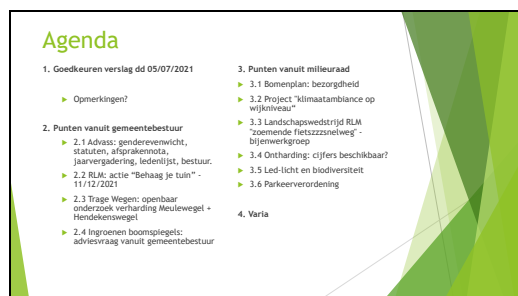 Agenda
1. Goedkeuren verslag dd 05/07/2021
▶ Opmerkingen?
2. Punten vanuit gemeentebestuur
▶ 2.1 Advass: genderevenwicht,
statuten, afsprakennota,
jaarvergadering, ledenlijst, bestuur.
▶ 2.2 RLM: actie “Behaag je tuin” -
11/12/2021
▶ 2.3 Trage Wegen: openbaar
onderzoek verharding Meulewegel +
Hendekenswegel
▶ 2.4 Ingroenen boomspiegels:
adviesvraag vanuit gemeentebestuur
3. Punten vanuit milieuraad
▶ 3.1 Bomenplan: bezorgdheid
▶ 3.2 Project "klimaatambiance op
wijkniveau“
▶ 3.3 Landschapswedstrijd RLM
"zoemende fietszzzsnelweg" -
bijenwerkgroep
▶ 3.4 Ontharding: cijfers beschikbaar?
▶ 3.5 Led-licht en biodiversiteit
▶ 3.6 Parkeerverordening
4. Varia